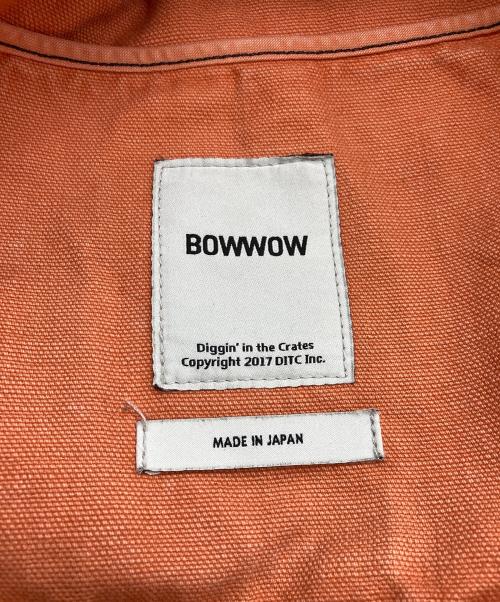 BOWWOW
Diggin' in the Crates
Copyright 2017 DITC Inc.
MADE IN JAPAN